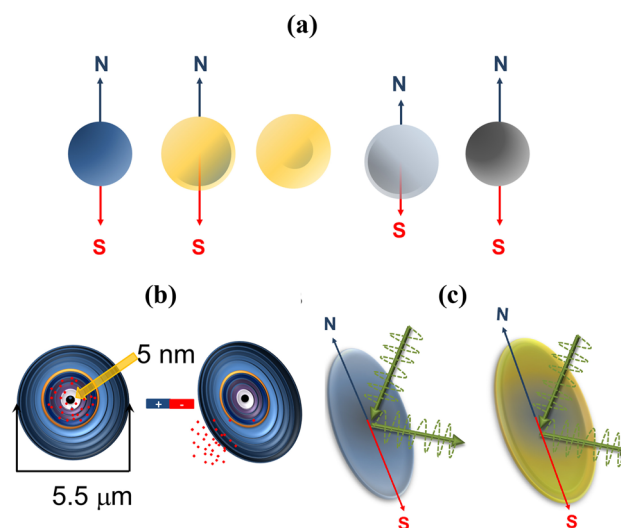 (a)
N N N N
S S S S
(b) (c)
5 nm
+ -
5.5 μm
N N
S S